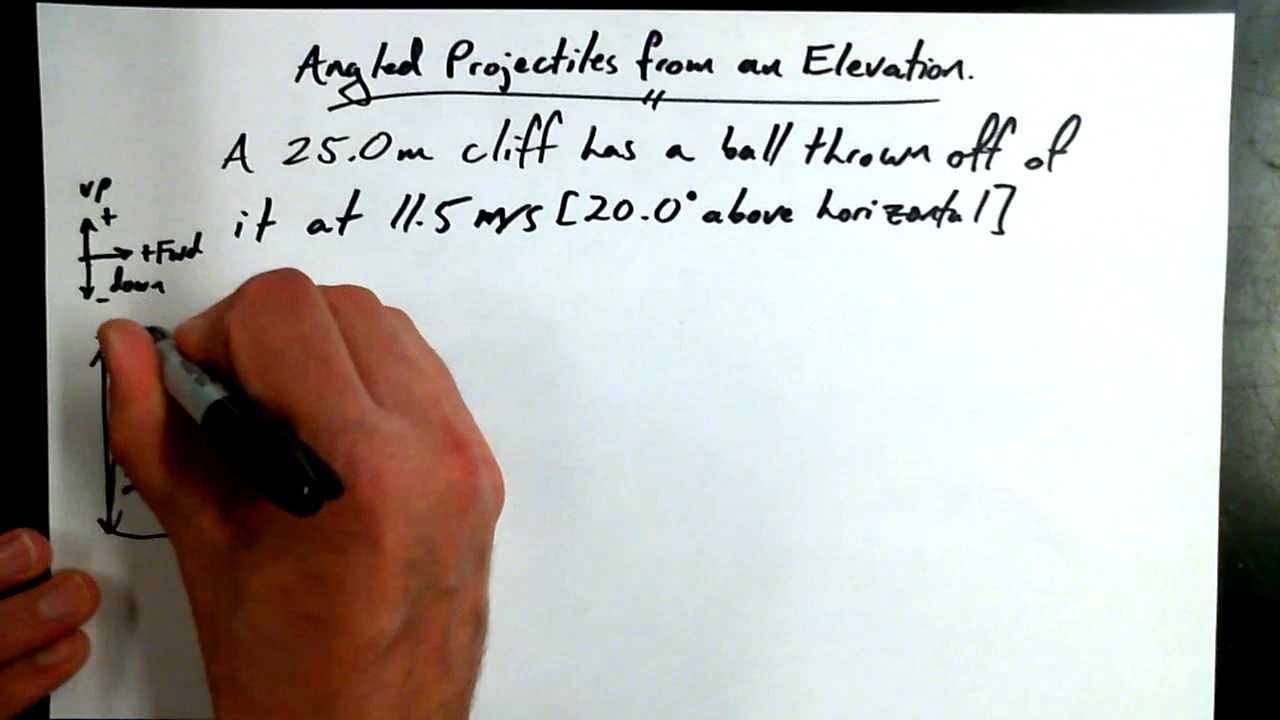 Angled Projectiles from an Elevation.
A 25.0m cliff has a ball thrown off of
it at 11.5 m/s [20.0° above horizontal]
up
+
+Fwd
- down